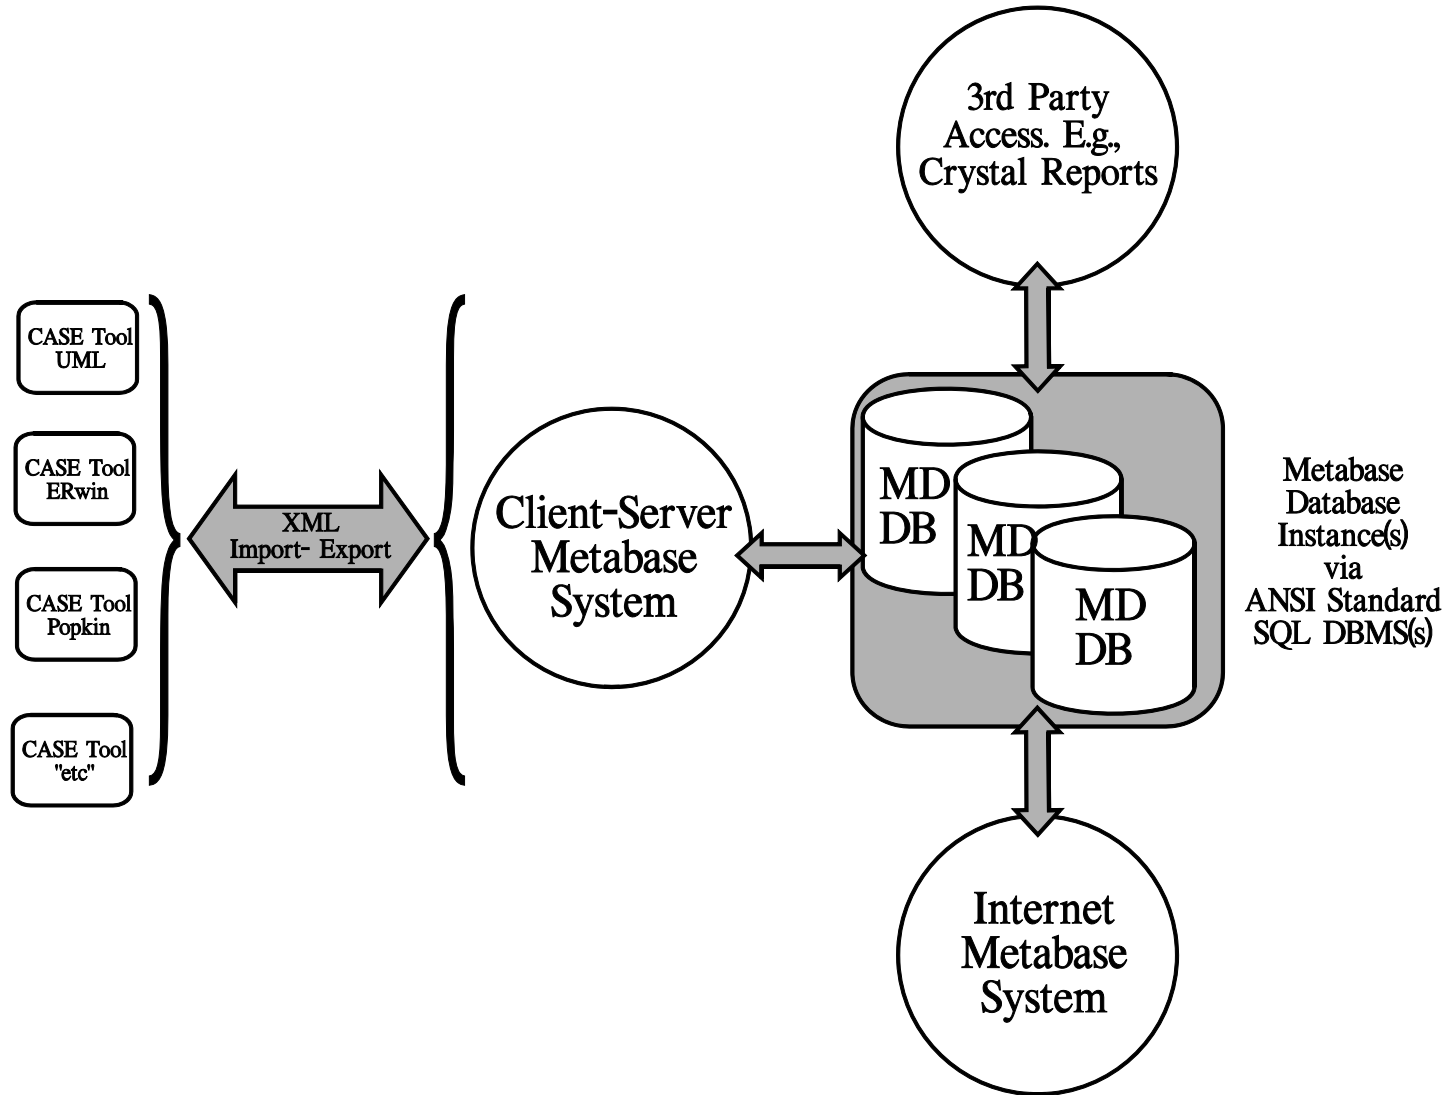 3rd Party
Access. E.g.,
Crystal Reports
CASE Tool
UML
CASE Tool
ERwin
CASE Tool
Popkin
CASE Tool
"etc"
XML
Import- Export
Client-Server
Metabase
System
MD
DB
MD
DB
MD
DB
Metabase
Database
Instance(s)
via
ANSI Standard
SQL DBMS(s)
Internet
Metabase
System